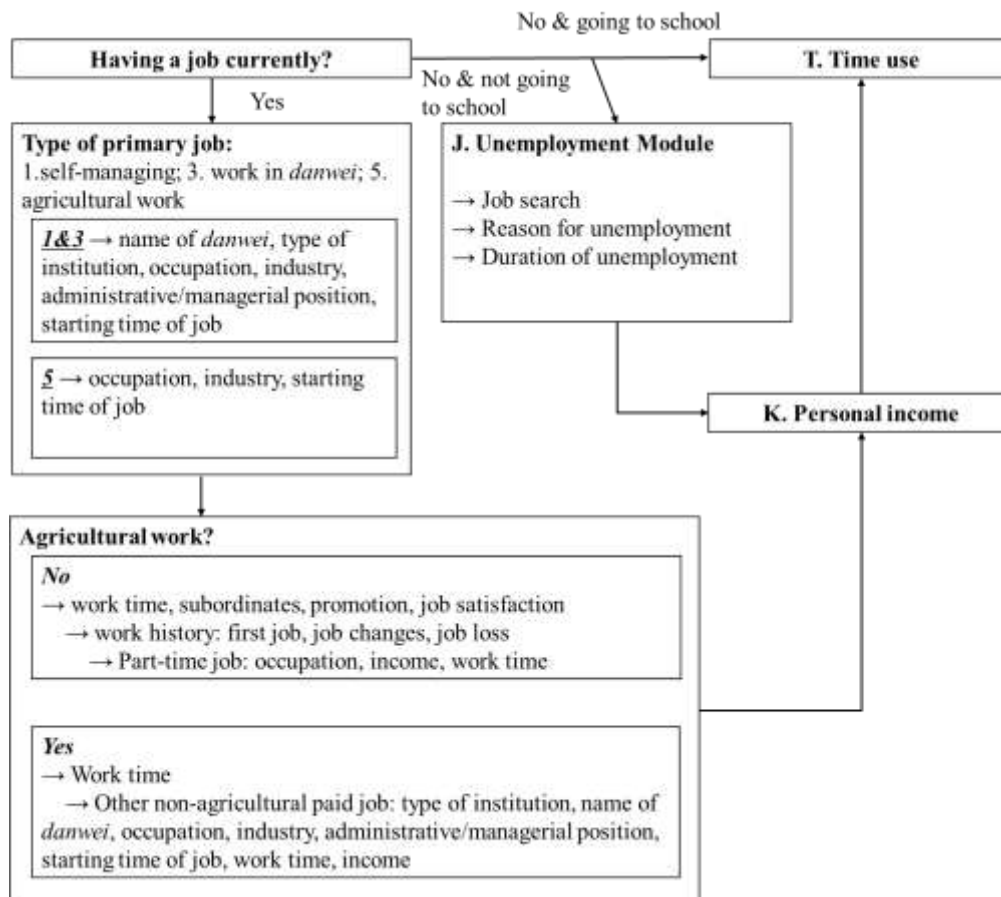 No & going to school
Having a job currently?
T. Time use
No & not going
to school
Yes
Type of primary job:
1.self-managing; 3. work in danwei; 5.
agricultural work
1&3 → name of danwei, type of
institution, occupation, industry,
administrative/managerial position,
starting time of job
5 → occupation, industry, starting
time of job
J. Unemployment Module
→ Job search
→ Reason for unemployment
→ Duration of unemployment
K. Personal income
Agricultural work?
No
→ work time, subordinates, promotion, job satisfaction
→ work history: first job, job changes, job loss
→ Part-time job: occupation, income, work time
Yes
→ Work time
→ Other non-agricultural paid job: type of institution, name of
danwei, occupation, industry, administrative/managerial position,
starting time of job, work time, income